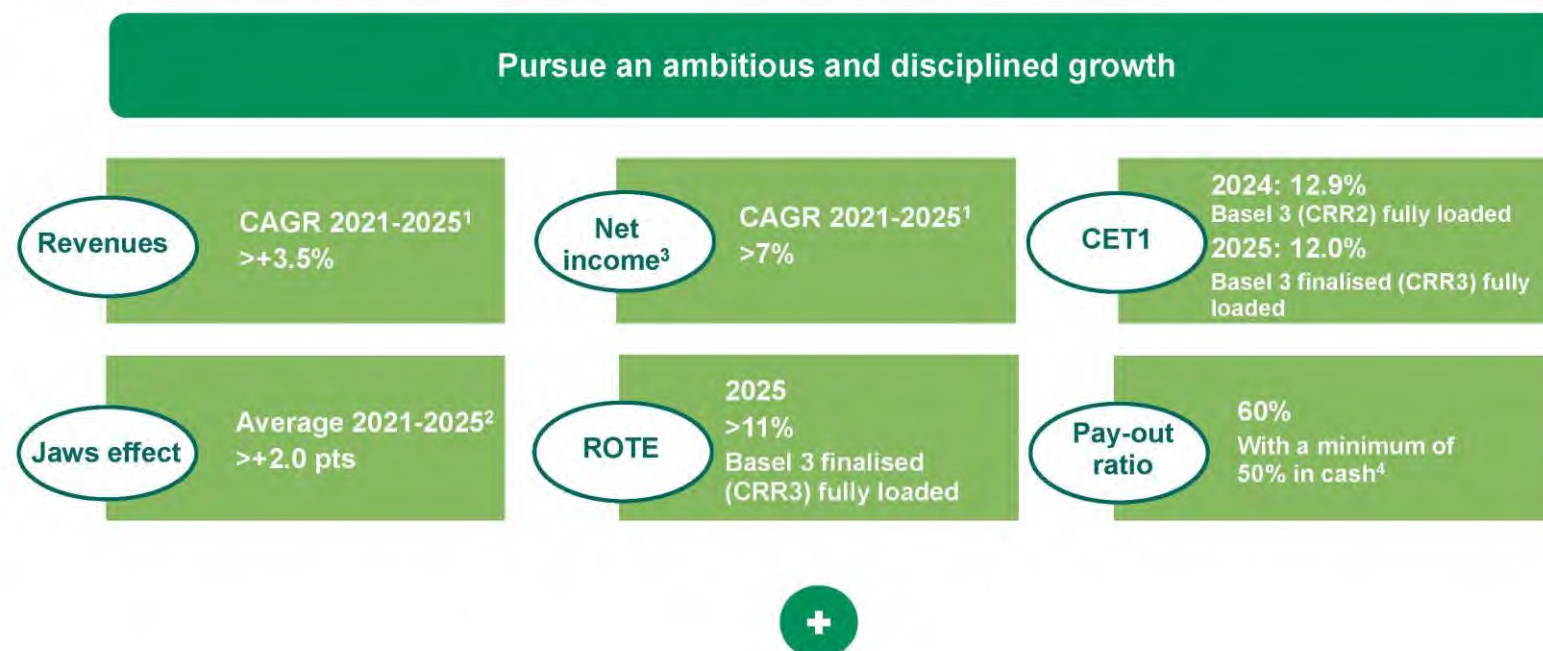 Pursue an ambitious and disciplined growth
Revenues
CAGR 2021-2025¹
>+3.5%
Net
income³
CAGR 2021-2025¹
>7%
CET1
2024: 12.9%
Basel 3 (CRR2) fully loaded
2025: 12.0%
Basel 3 finalised (CRR3) fully
loaded
Jaws effect
Average 2021-2025²
>+2.0 pts
ROTE
2025
>11%
Basel 3 finalised
(CRR3) fully loaded
Pay-out
ratio
60%
With a minimum of
50% in cash⁴
+